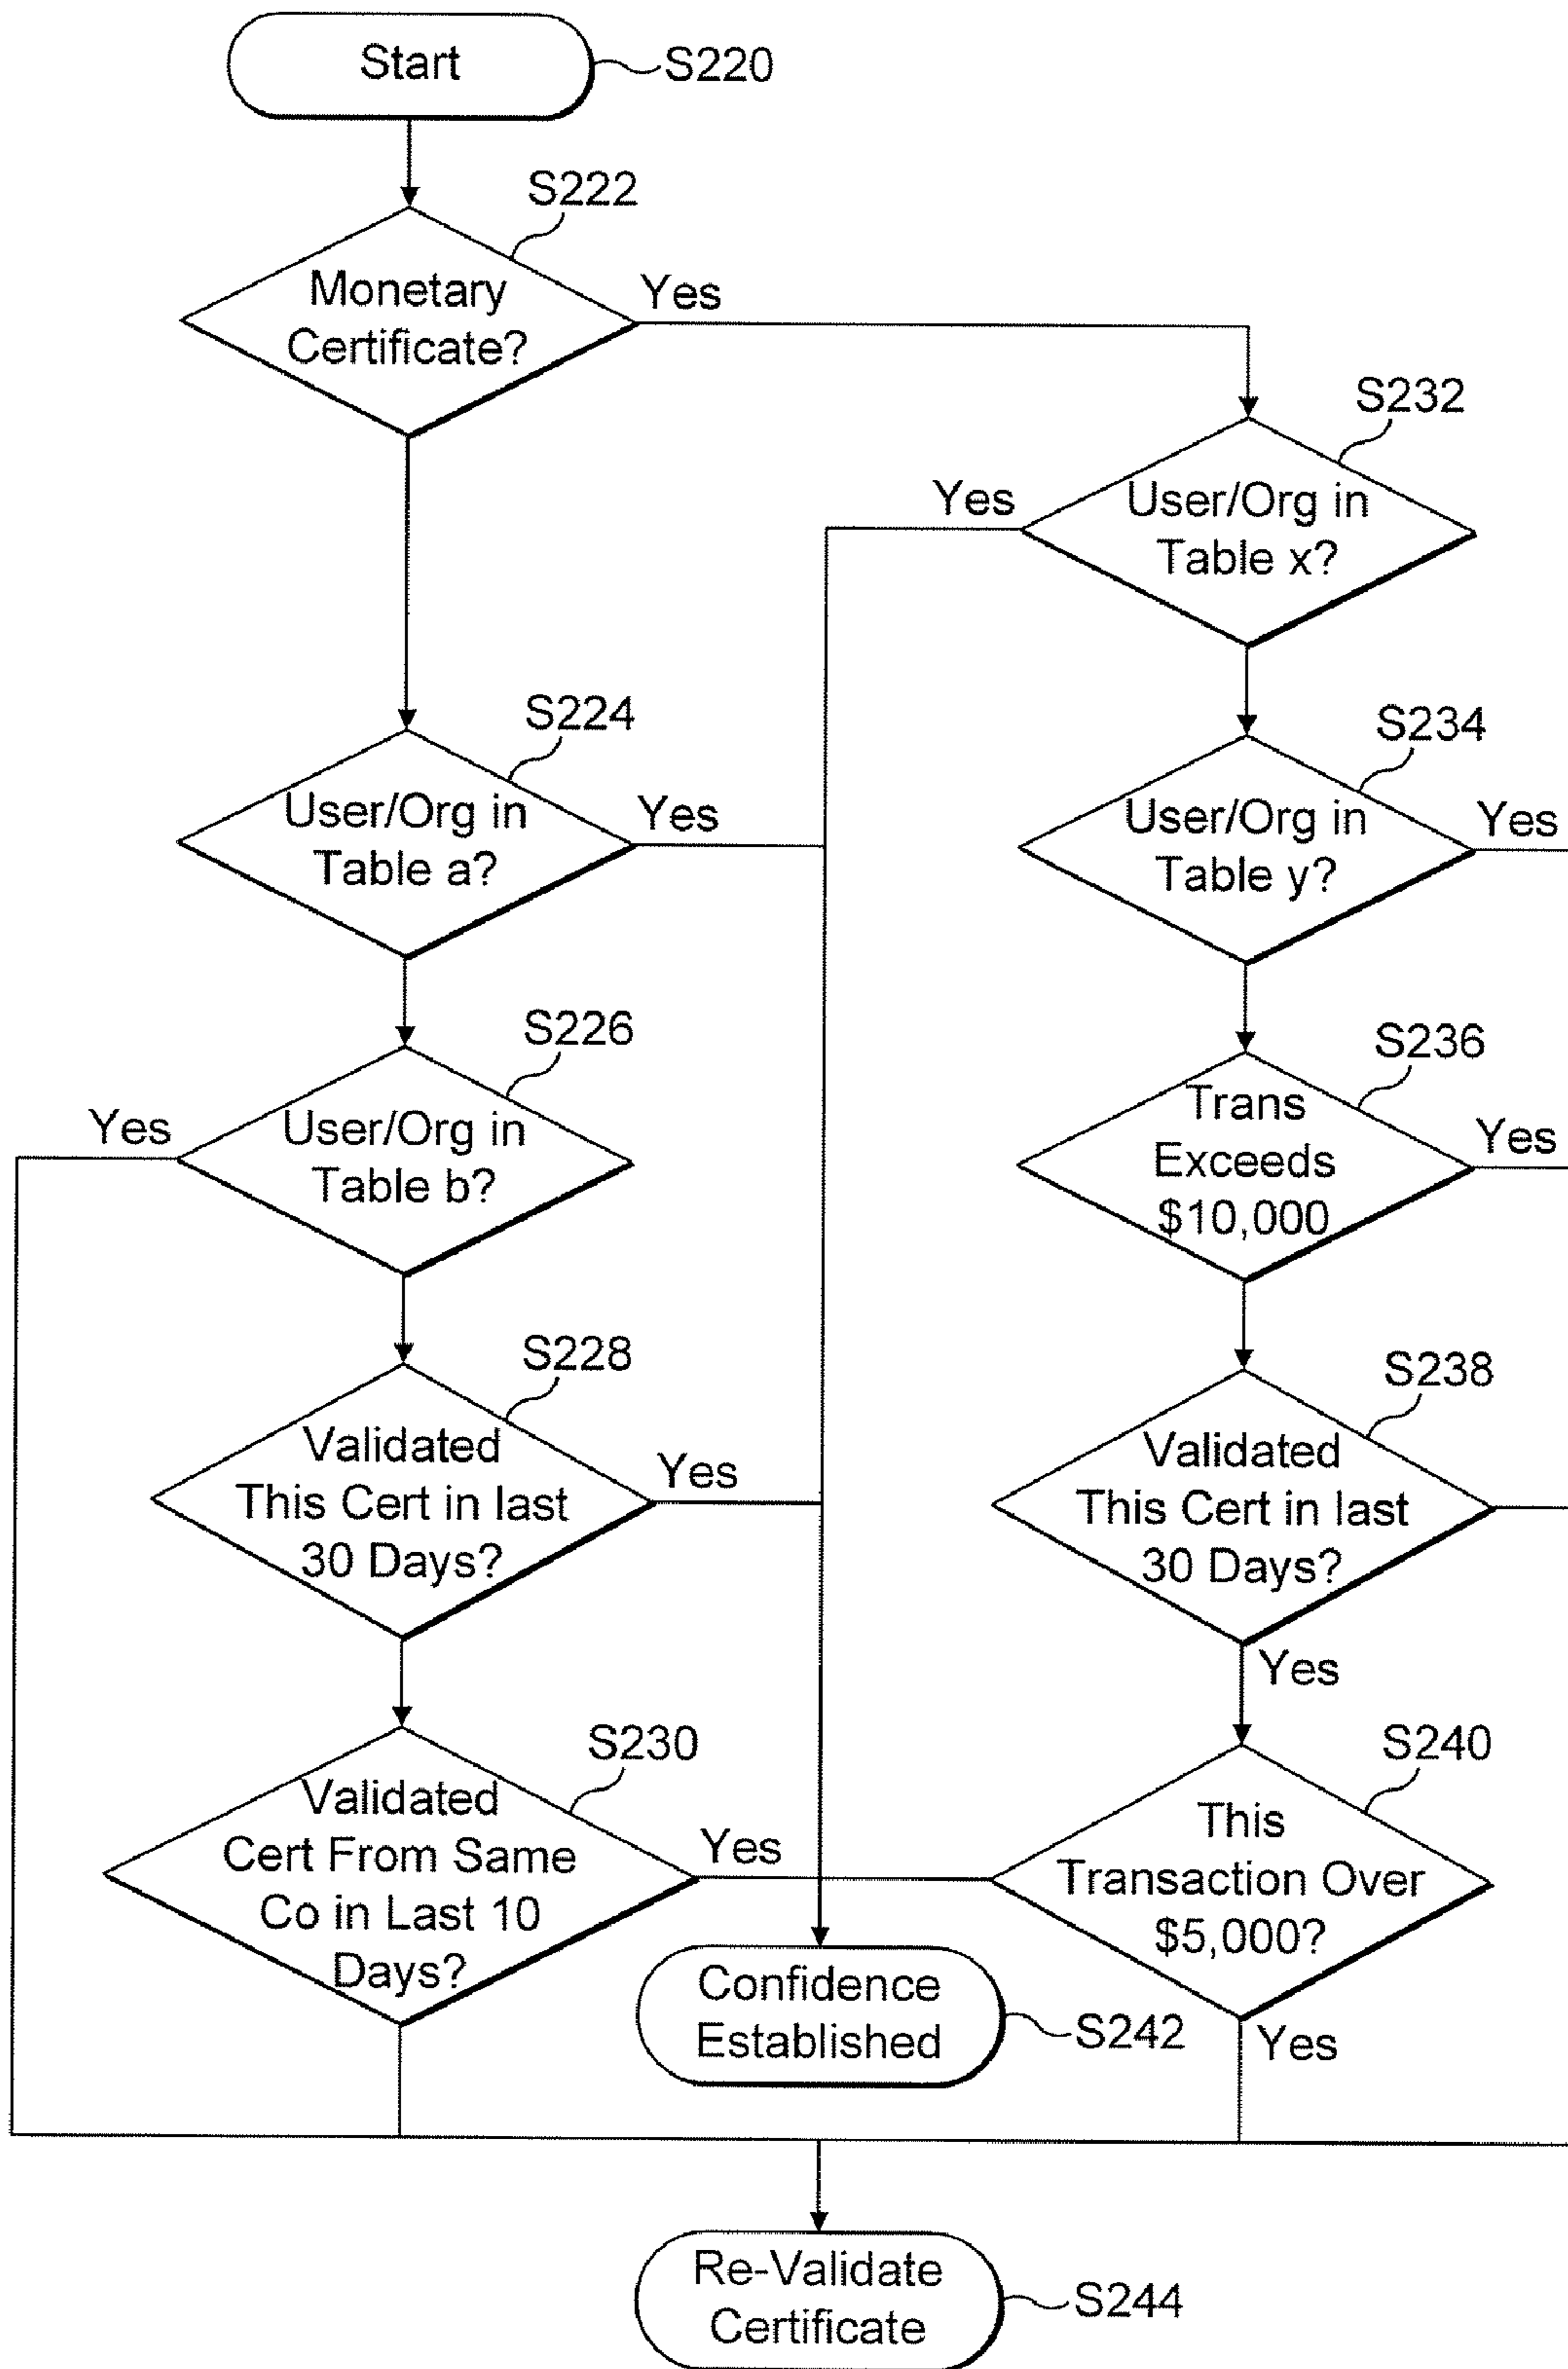 Start
S220
S222
Monetary
Certificate?
Yes
S232
User/Org in
Table x?
Yes
S224
User/Org in
Table a?
Yes
S234
User/Org in
Table y?
Yes
S226
User/Org in
Table b?
Yes
S236
Trans
Exceeds
$10,000
Yes
S228
Validated
This Cert in last
30 Days?
Yes
S238
Validated
This Cert in last
30 Days?
Yes
S230
Validated
Cert From Same
Co in Last 10
Days?
Yes
S240
This
Transaction Over
$5,000?
Yes
Confidence
Established
S242
Re-Validate
Certificate
S244